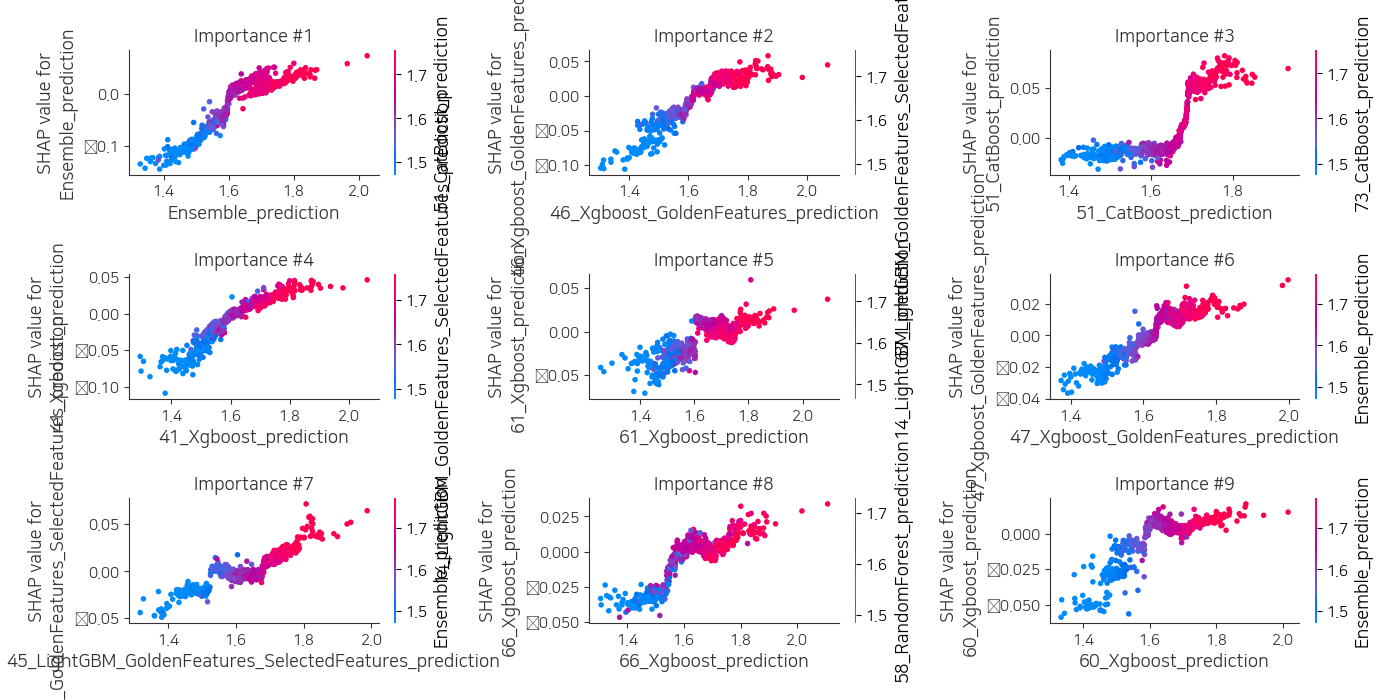 Importance #1
SHAP value for
Ensemble_prediction
0.0
0.1
1.4
1.6
1.8
2.0
Ensemble_prediction
1.7
1.6
1.5
Importance #2
SHAP value for
0.05
0.00
0.05
0.10
1.4
1.6
1.8
2.0
46_Xgboost_GoldenFeatures_prediction
1.7
1.6
1.5
Importance #3
SHAP value for
51_CatBoost_prediction
0.05
0.00
1.4
1.6
1.8
51_CatBoost_prediction
1.7
1.6
1.5
73_CatBoost_prediction
Importance #4
SHAP value for
0.05
0.00
0.05
0.10
1.4
1.6
1.8
2.0
41_Xgboost_prediction
1.7
1.6
1.5
Importance #5
SHAP value for
61_Xgboost_prediction
0.05
0.00
0.05
1.4
1.6
1.8
2.0
61_Xgboost_prediction
1.7
1.6
1.5
Importance #6
SHAP value for
47_Xgboost_GoldenFeatures_prediction
0.02
0.00
0.02
0.04
1.4
1.6
1.8
2.0
47_Xgboost_GoldenFeatures_prediction
1.7
1.6
1.5
Ensemble_prediction
Importance #7
SHAP value for
0.05
0.00
0.05
1.4
1.6
1.8
2.0
45_LightGBM_GoldenFeatures_SelectedFeatures_prediction
1.7
1.6
1.5
Ensemble_prediction
Importance #8
SHAP value for
66_Xgboost_prediction
0.025
0.000
0.025
0.050
1.4
1.6
1.8
2.0
66_Xgboost_prediction
1.7
1.6
1.5
58_RandomForest_prediction
Importance #9
SHAP value for
60_Xgboost_prediction
0.000
0.025
0.050
1.4
1.6
1.8
2.0
60_Xgboost_prediction
1.7
1.6
1.5
Ensemble_prediction